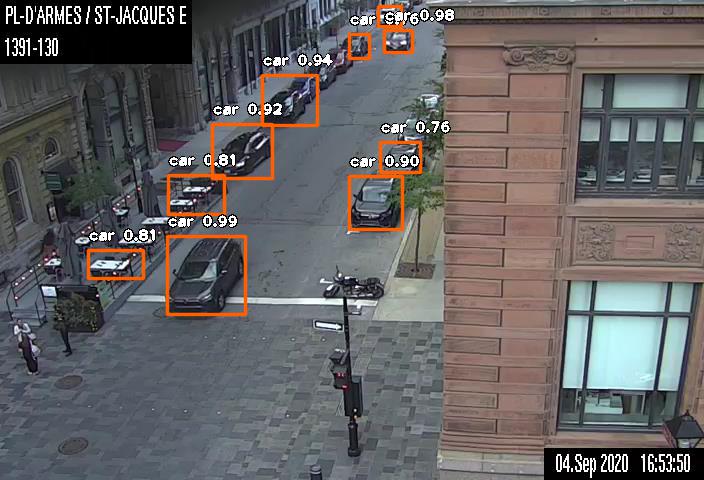 PL-D'ARMES / ST-JACQUES E
1391-130
car 0.98
car 0.94
car 0.92
car 0.76
car 0.81
car 0.90
car 0.99
car 0.81
04.Sep 2020 16:53:50